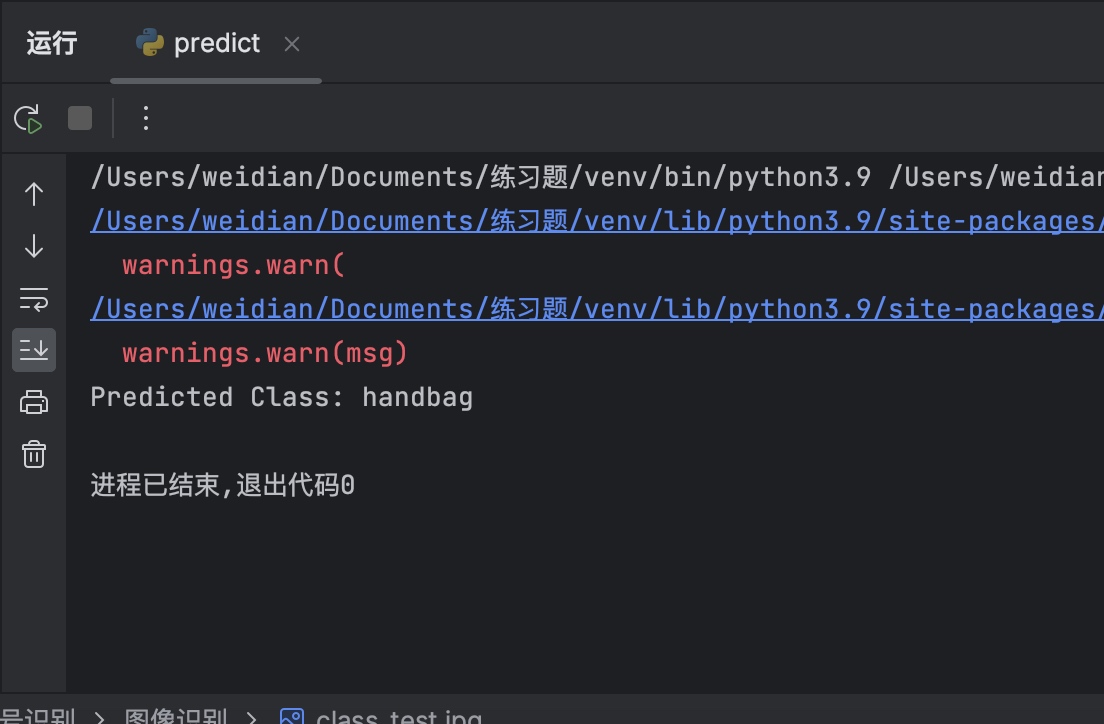 运行 predict
/Users/weidian/Documents/练习题/venv/bin/python3.9 /Users/weidian
/Users/weidian/Documents/练习题/venv/lib/python3.9/site-packages/
warnings.warn(
/Users/weidian/Documents/练习题/venv/lib/python3.9/site-packages/
warnings.warn(msg)
Predicted Class: handbag
进程已结束,退出代码0
号识别 > 图像识别 > class_test.jpg